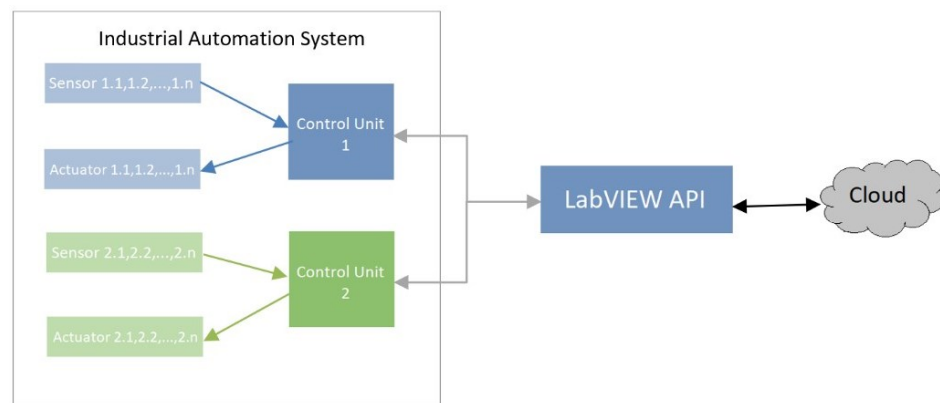 Industrial Automation System
Sensor 1.1,1.2,...,1.n
Control Unit
1
Actuator 1.1,1.2,...,1.n
LabVIEW API
Cloud
Sensor 2.1,2.2,...,2.n
Control Unit
2
Actuator 2.1,2.2,...,2.n